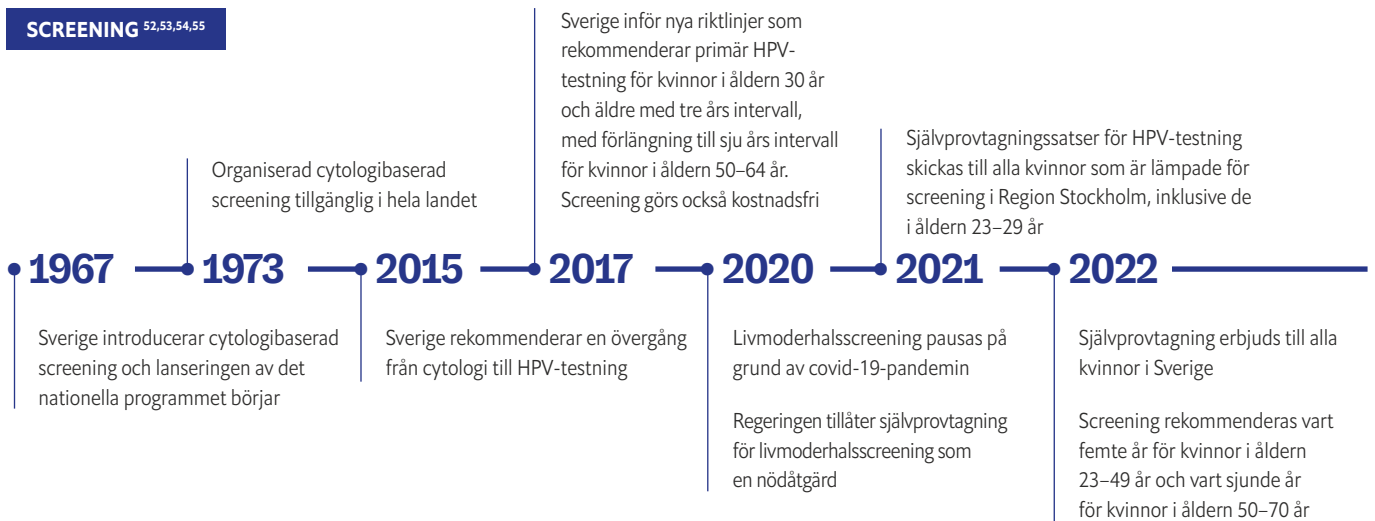 SCREENING 52,53,54,55
Sverige inför nya riktlinjer som
rekommenderar primär HPV-
testning för kvinnor i åldern 30 år
och äldre med tre års intervall,
med förlängning till sju års intervall
för kvinnor i åldern 50–64 år.
Screening görs också kostnadsfri
Organiserad cytologibaserad
screening tillgänglig i hela landet
Självprovtagningssatser för HPV-testning
skickas till alla kvinnor som är lämpade för
screening i Region Stockholm, inklusive de
i åldern 23–29 år
1967 1973 2015 2017 2020 2021 2022
Sverige introducerar cytologibaserad
screening och lanseringen av det
nationella programmet börjar
Sverige rekommenderar en övergång
från cytologi till HPV-testning
Livmoderhalsscreening pausas på
grund av covid-19-pandemin
Regeringen tillåter självprovtagning
för livmoderhalsscreening som
en nödåtgärd
Självprovtagning erbjuds till alla
kvinnor i Sverige
Screening rekommenderas vart
femte år för kvinnor i åldern
23–49 år och vart sjunde år
för kvinnor i åldern 50–70 år